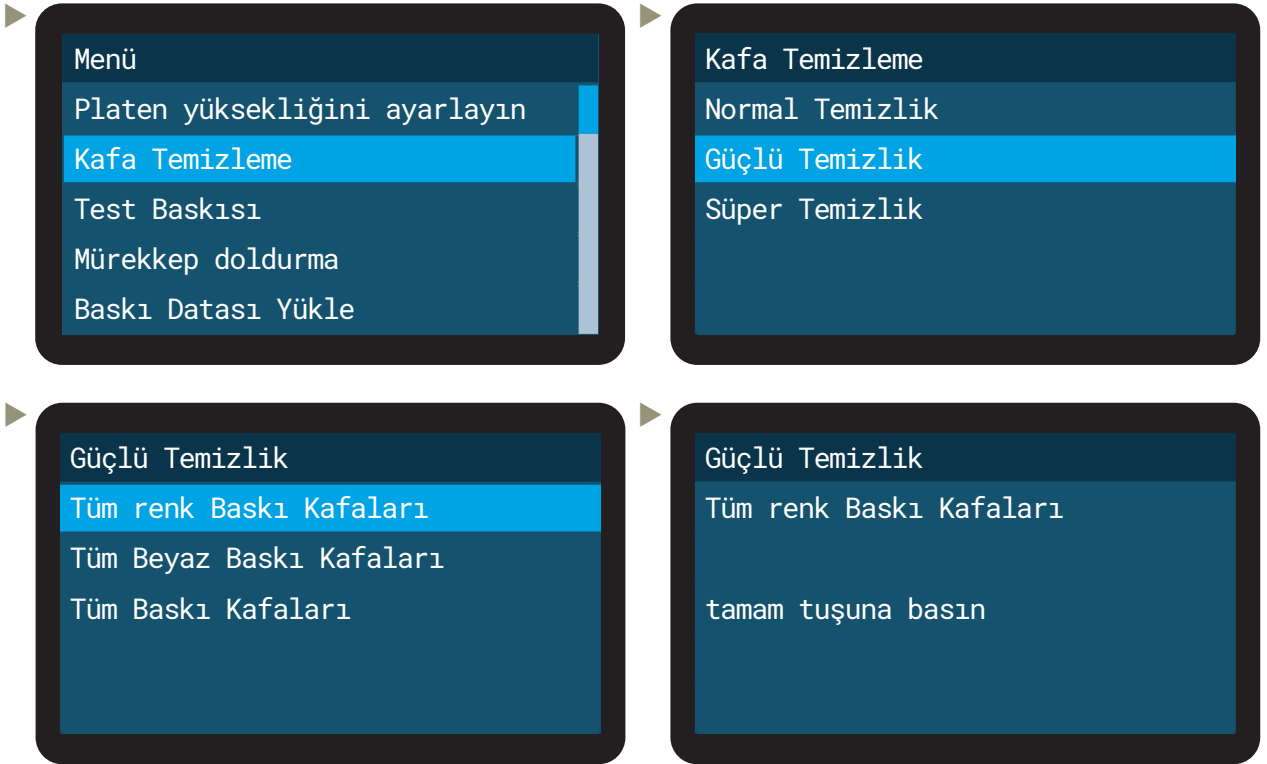 Menü
Platen yüksekliğini ayarlayın
Kafa Temizleme
Test Baskısı
Mürekkep doldurma
Baskı Datası Yükle
Kafa Temizleme
Normal Temizlik
Güçlü Temizlik
Süper Temizlik
Güçlü Temizlik
Tüm renk Baskı Kafaları
Tüm Beyaz Baskı Kafaları
Tüm Baskı Kafaları
Güçlü Temizlik
Tüm renk Baskı Kafaları
tamam tuşuna basın